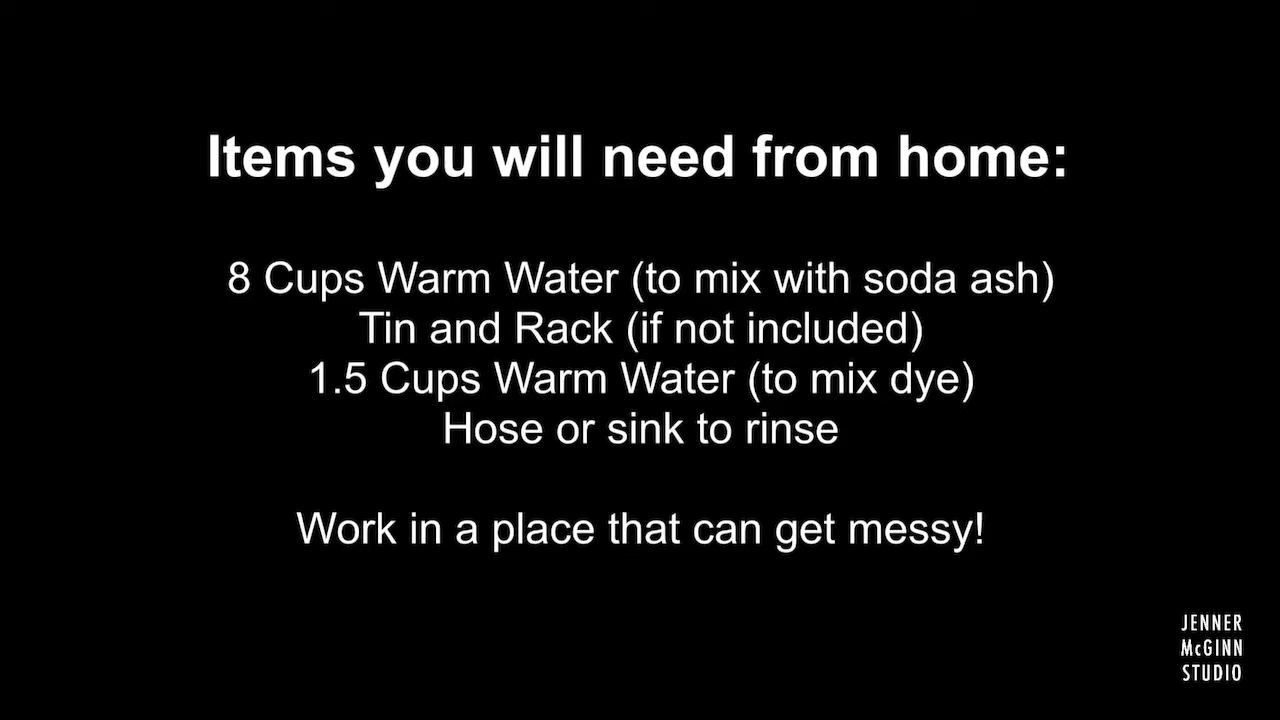 Items you will need from home:
8 Cups Warm Water (to mix with soda ash)
Tin and Rack (if not included)
1.5 Cups Warm Water (to mix dye)
Hose or sink to rinse
Work in a place that can get messy!
JENNER
McGINN
STUDIO